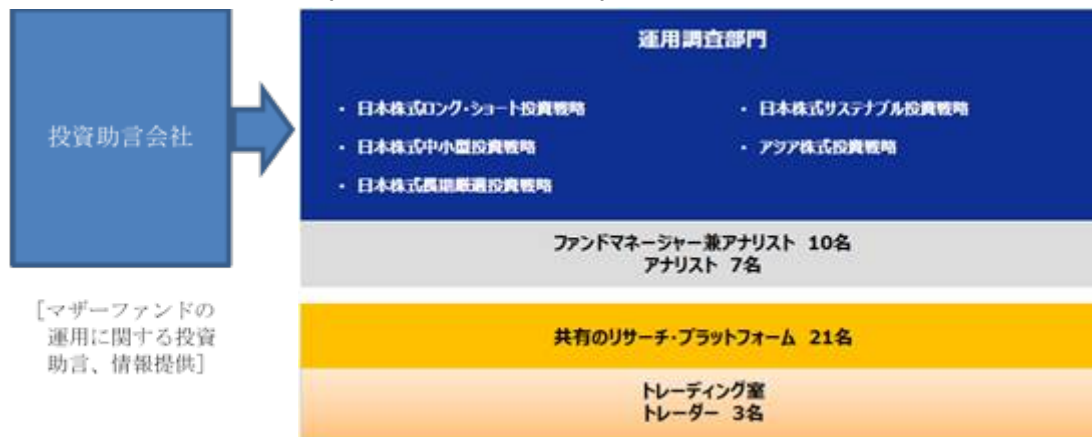 投資助言会社
[マザーファンドの
運用に関する投資
助言、情報提供]
運用調査部門
・ 日本株式ロング・ショート投資戦略
・ 日本株式中小型投資戦略
・ 日本株式長期厳選投資戦略
・ 日本株式サステナブル投資戦略
・ アジア株式投資戦略
ファンドマネージャー兼アナリスト 10名
アナリスト 7名
共有のリサーチ・プラットフォーム 21名
トレーディング室
トレーダー 3名